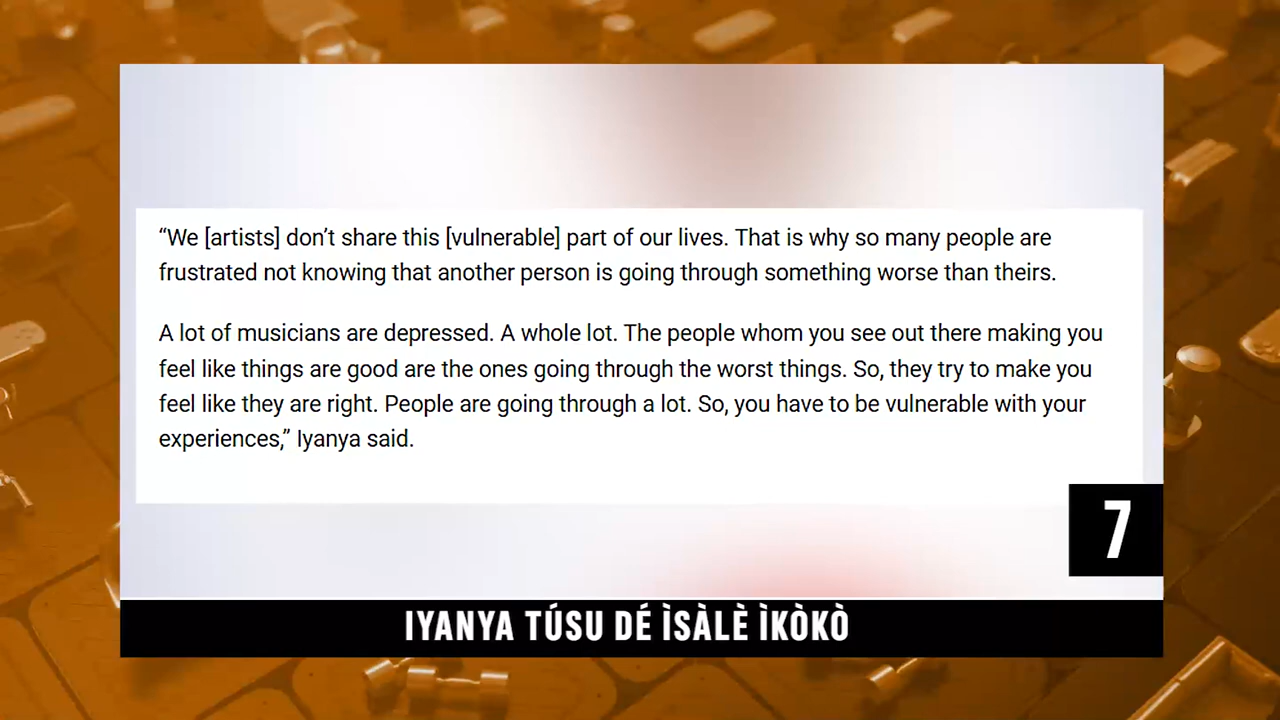 “We [artists] don’t share this [vulnerable] part of our lives. That is why so many people are
frustrated not knowing that another person is going through something worse than theirs.
A lot of musicians are depressed. A whole lot. The people whom you see out there making you
feel like things are good are the ones going through the worst things. So, they try to make you
feel like they are right. People are going through a lot. So, you have to be vulnerable with your
experiences,” Iyanya said.
7
IYANYA TÚSU DÉ ÌSÀLÈ ÌKÒKÒ